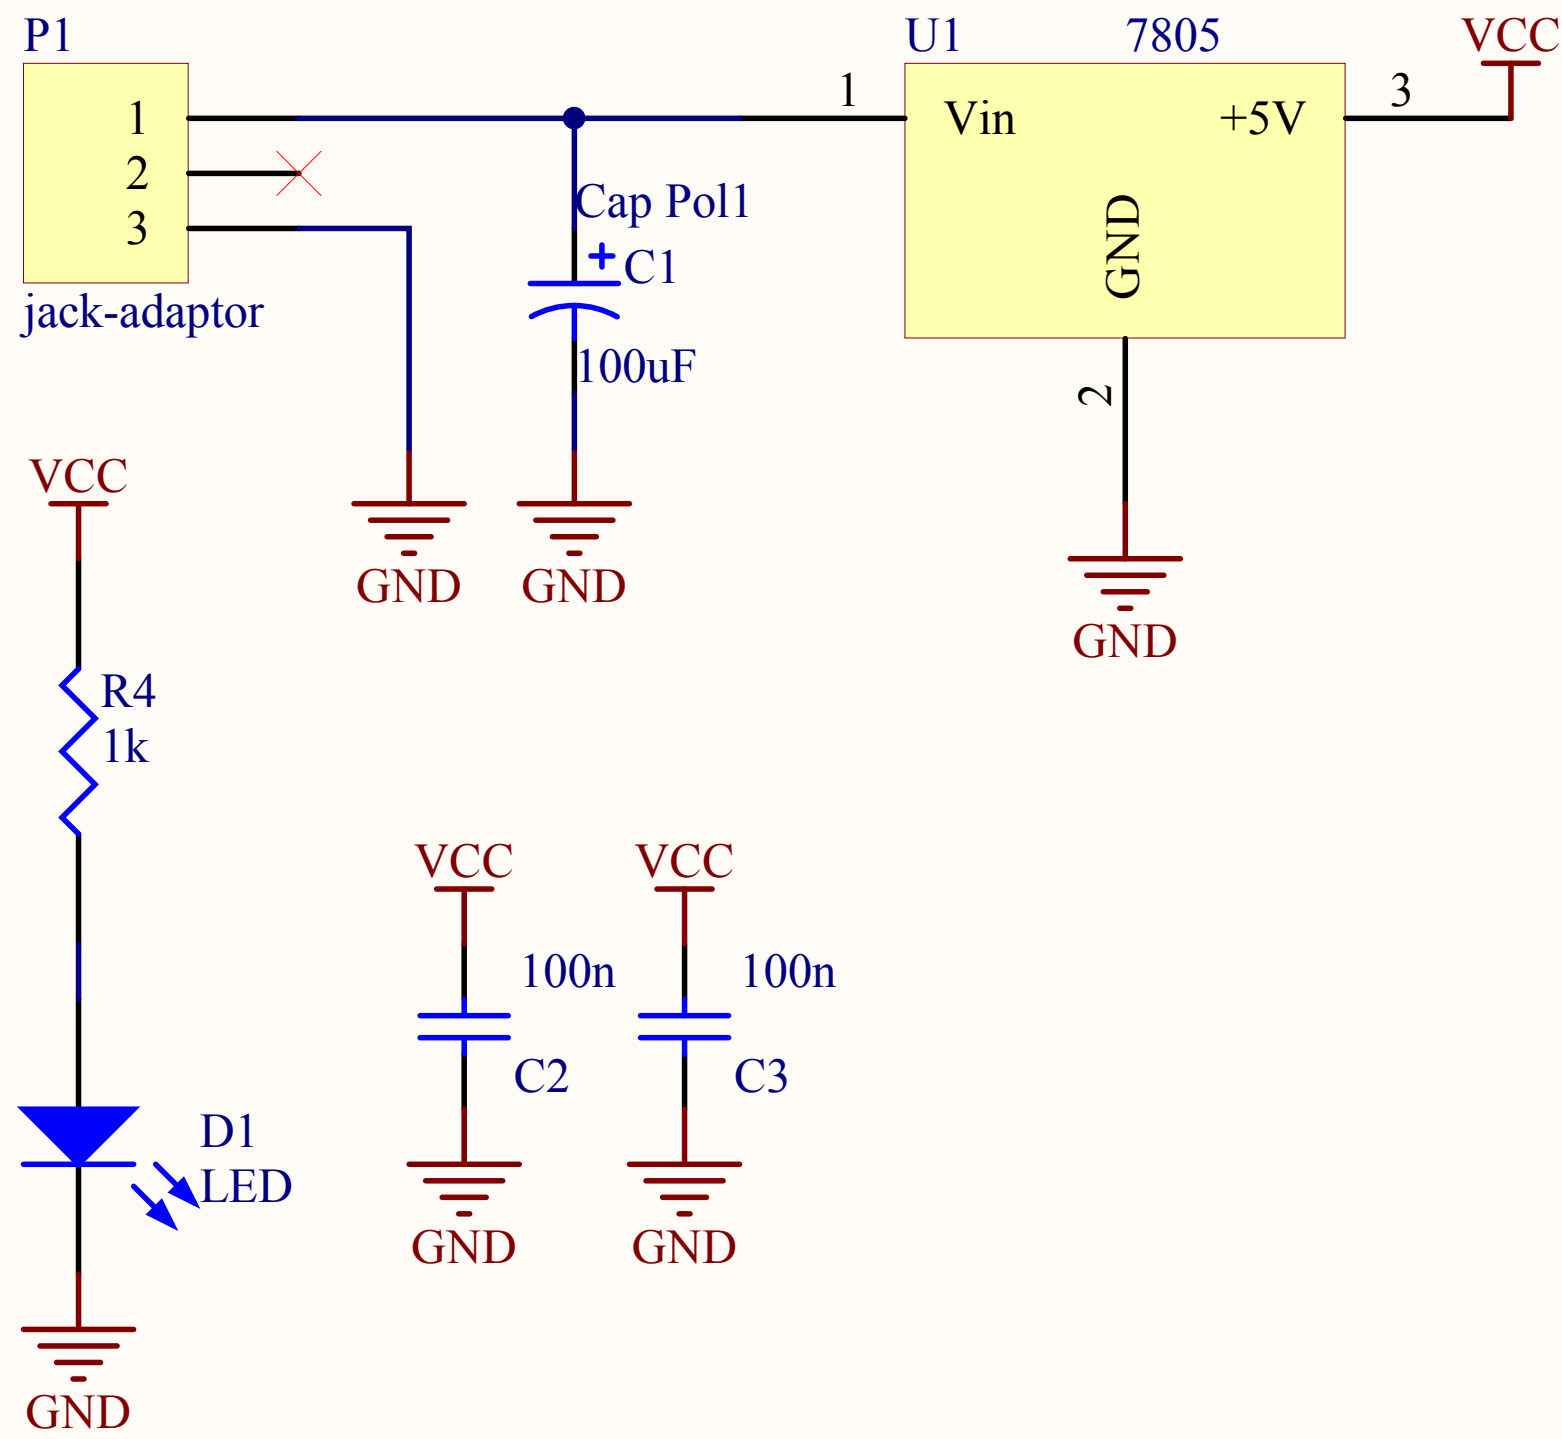 P1
1
2
3
jack-adaptor
Cap Pol1
+
C1
100uF
GND
GND
U1 7805
1
Vin
+5V
GND
3
VCC
2
GND
VCC
R4
1k
D1
LED
GND
VCC
100n
C2
GND
VCC
100n
C3
GND